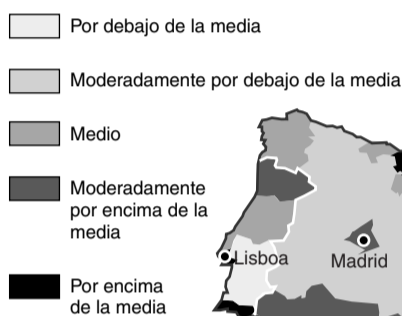 Por debajo de la media
Moderadamente por debajo de la media
Medio
Moderadamente
por encima de la
media
Por encima
de la media
Lisboa
Madrid